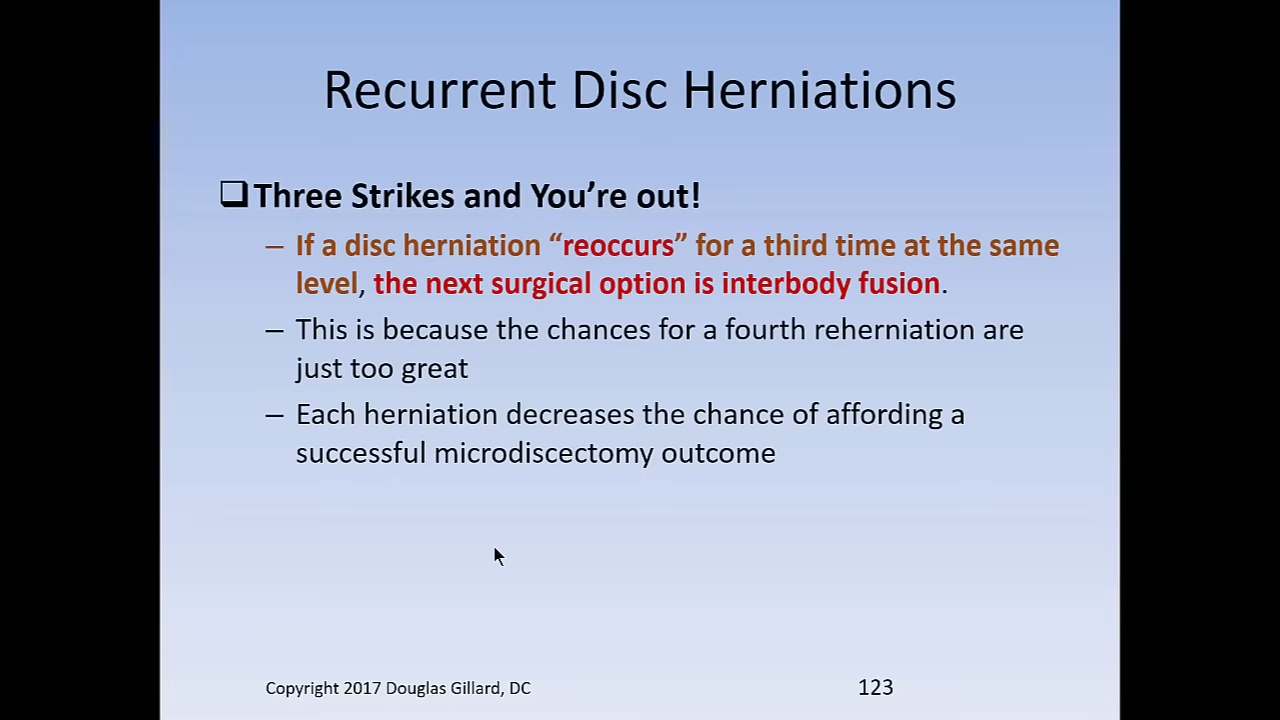 Recurrent Disc Herniations
Three Strikes and You’re out!
– If a disc herniation “reoccurs” for a third time at the same
level, the next surgical option is interbody fusion.
– This is because the chances for a fourth reherniation are
just too great
– Each herniation decreases the chance of affording a
successful microdiscectomy outcome
Copyright 2017 Douglas Gillard, DC
123